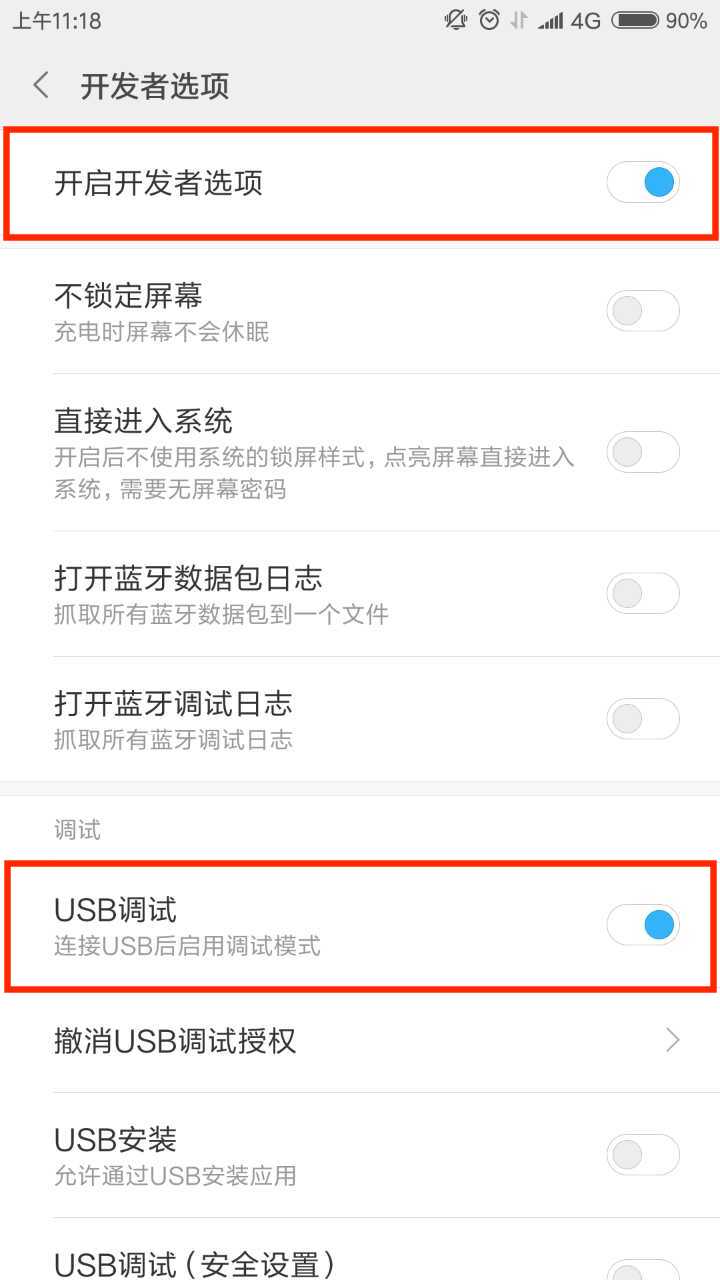 上午11:18 4G 90%
开发者选项
开启开发者选项
不锁定屏幕
充电时屏幕不会休眠
直接进入系统
开启后不使用系统的锁屏样式，点亮屏幕直接进入
系统，需要无屏幕密码
打开蓝牙数据包日志
抓取所有蓝牙数据包到一个文件
打开蓝牙调试日志
抓取所有蓝牙调试日志
调试
USB调试
连接USB后启用调试模式
撤消USB调试授权
USB安装
允许通过USB安装应用
USB调试（安全设置）